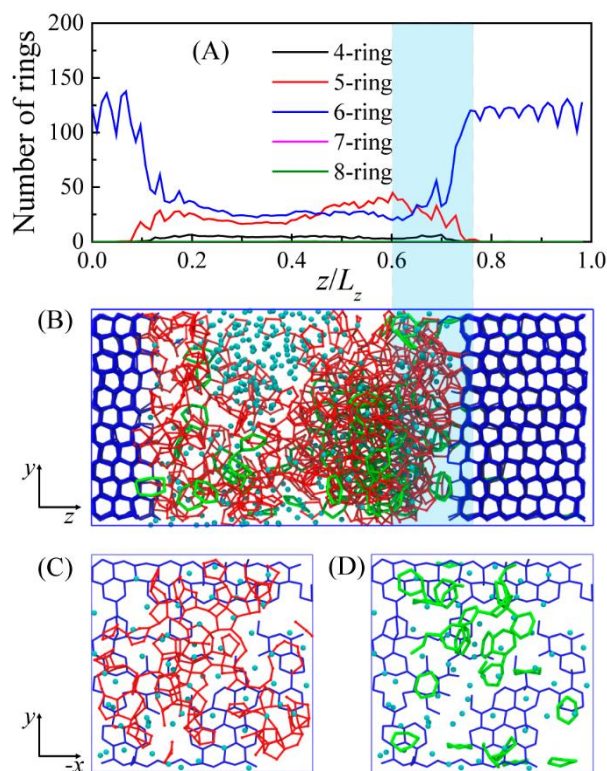 200
150
100
50
0
Number of rings
(A)
4-ring
5-ring
6-ring
7-ring
8-ring
0.0 0.2 0.4 0.6 0.8 1.0
z/Lz
(B)
y
z
(C) (D)
y
-x